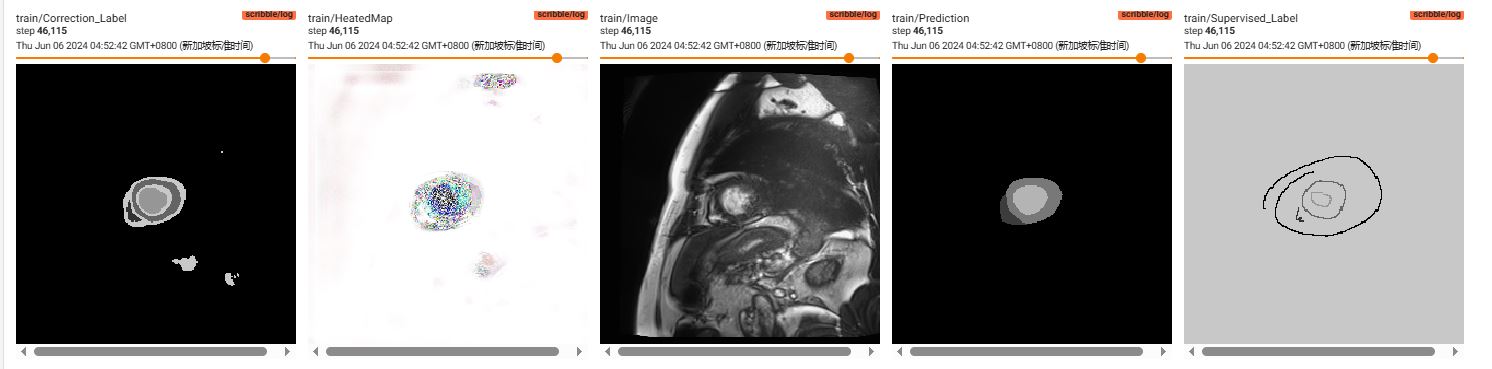 train/Correction_Label
scribble/log
step 46,115
Thu Jun 06 2024 04:52:42 GMT+0800 (新加坡标准时间)
train/HeatedMap
scribble/log
step 46,115
Thu Jun 06 2024 04:52:42 GMT+0800 (新加坡标准时间)
train/Image
scribble/log
step 46,115
Thu Jun 06 2024 04:52:42 GMT+0800 (新加坡标准时间)
train/Prediction
scribble/log
step 46,115
Thu Jun 06 2024 04:52:42 GMT+0800 (新加坡标准时间)
train/Supervised_Label
scribble/log
step 46,115
Thu Jun 06 2024 04:52:42 GMT+0800 (新加坡标准时间)